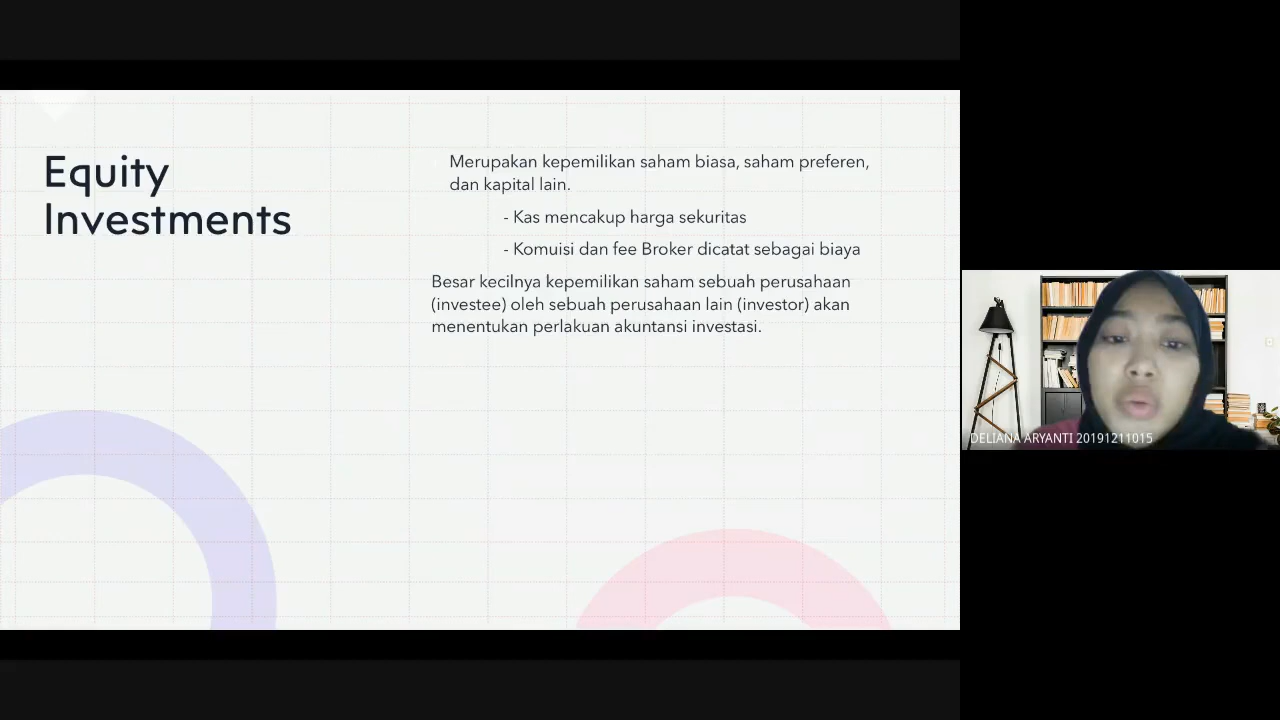 Equity
Investments
Merupakan kepemilikan saham biasa, saham preferen,
dan kapital lain.
- Kas mencakup harga sekuritas
- Komuisi dan fee Broker dicatat sebagai biaya
Besar kecilnya kepemilikan saham sebuah perusahaan
(investee) oleh sebuah perusahaan lain (investor) akan
menentukan perlakuan akuntansi investasi.
DELIANA ARYANTI 20191211015